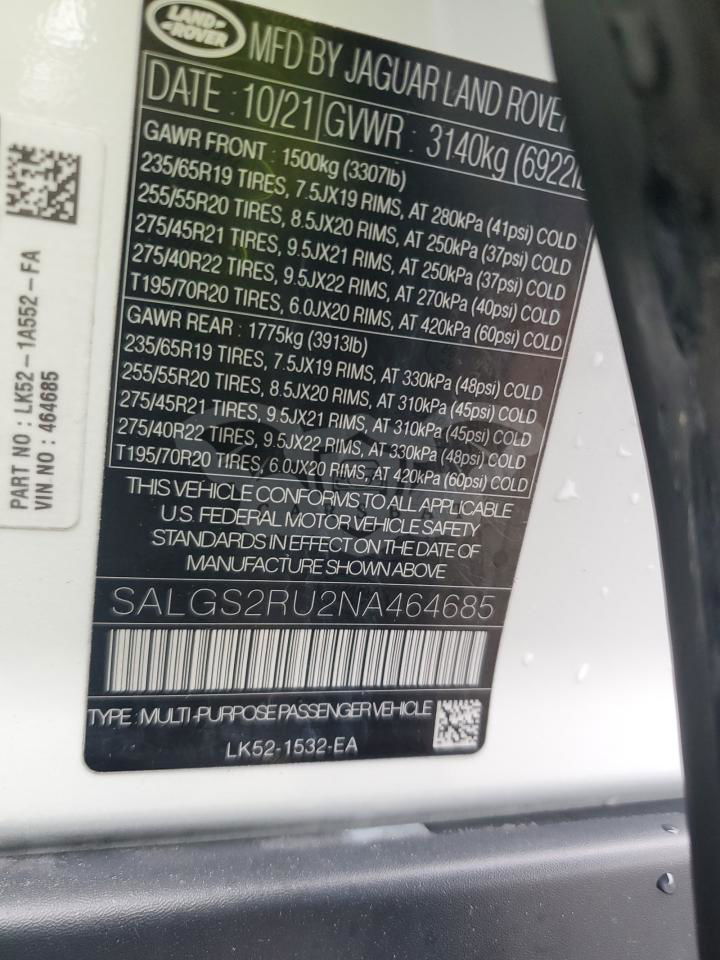 LAND
ROVER
MFD BY JAGUAR LAND ROVER
DATE : 10/21 GVWR : 3140kg (6922lb
GAWR FRONT : 1500kg (3307lb)
235/65R19 TIRES, 7.5JX19 RIMS, AT 280kPa (41psi) COLD
255/55R20 TIRES, 8.5JX20 RIMS, AT 250kPa (37psi) COLD
275/45R21 TIRES, 9.5JX21 RIMS, AT 250kPa (37psi) COLD
275/40R22 TIRES, 9.5JX22 RIMS, AT 270kPa (40psi) COLD
T195/70R20 TIRES, 6.0JX20 RIMS, AT 420kPa (60psi) COLD
GAWR REAR : 1775kg (3913lb)
235/65R19 TIRES, 7.5JX19 RIMS, AT 330kPa (48psi) COLD
255/55R20 TIRES, 8.5JX20 RIMS, AT 310kPa (45psi) COLD
275/45R21 TIRES, 9.5JX21 RIMS, AT 310kPa (45psi) COLD
275/40R22 TIRES, 9.5JX22 RIMS, AT 330kPa (48psi) COLD
T195/70R20 TIRES, 6.0JX20 RIMS, AT 420kPa (60psi) COLD
THIS VEHICLE CONFORMS TO ALL APPLICABLE
U.S. FEDERAL MOTOR VEHICLE SAFETY
STANDARDS IN EFFECT ON THE DATE OF
MANUFACTURE SHOWN ABOVE
SALGS2RU2NA464685
TYPE : MULTI-PURPOSE PASSENGER VEHICLE
LK52-1532-EA
PART NO : LK52-1A552-FA
VIN NO : 464685